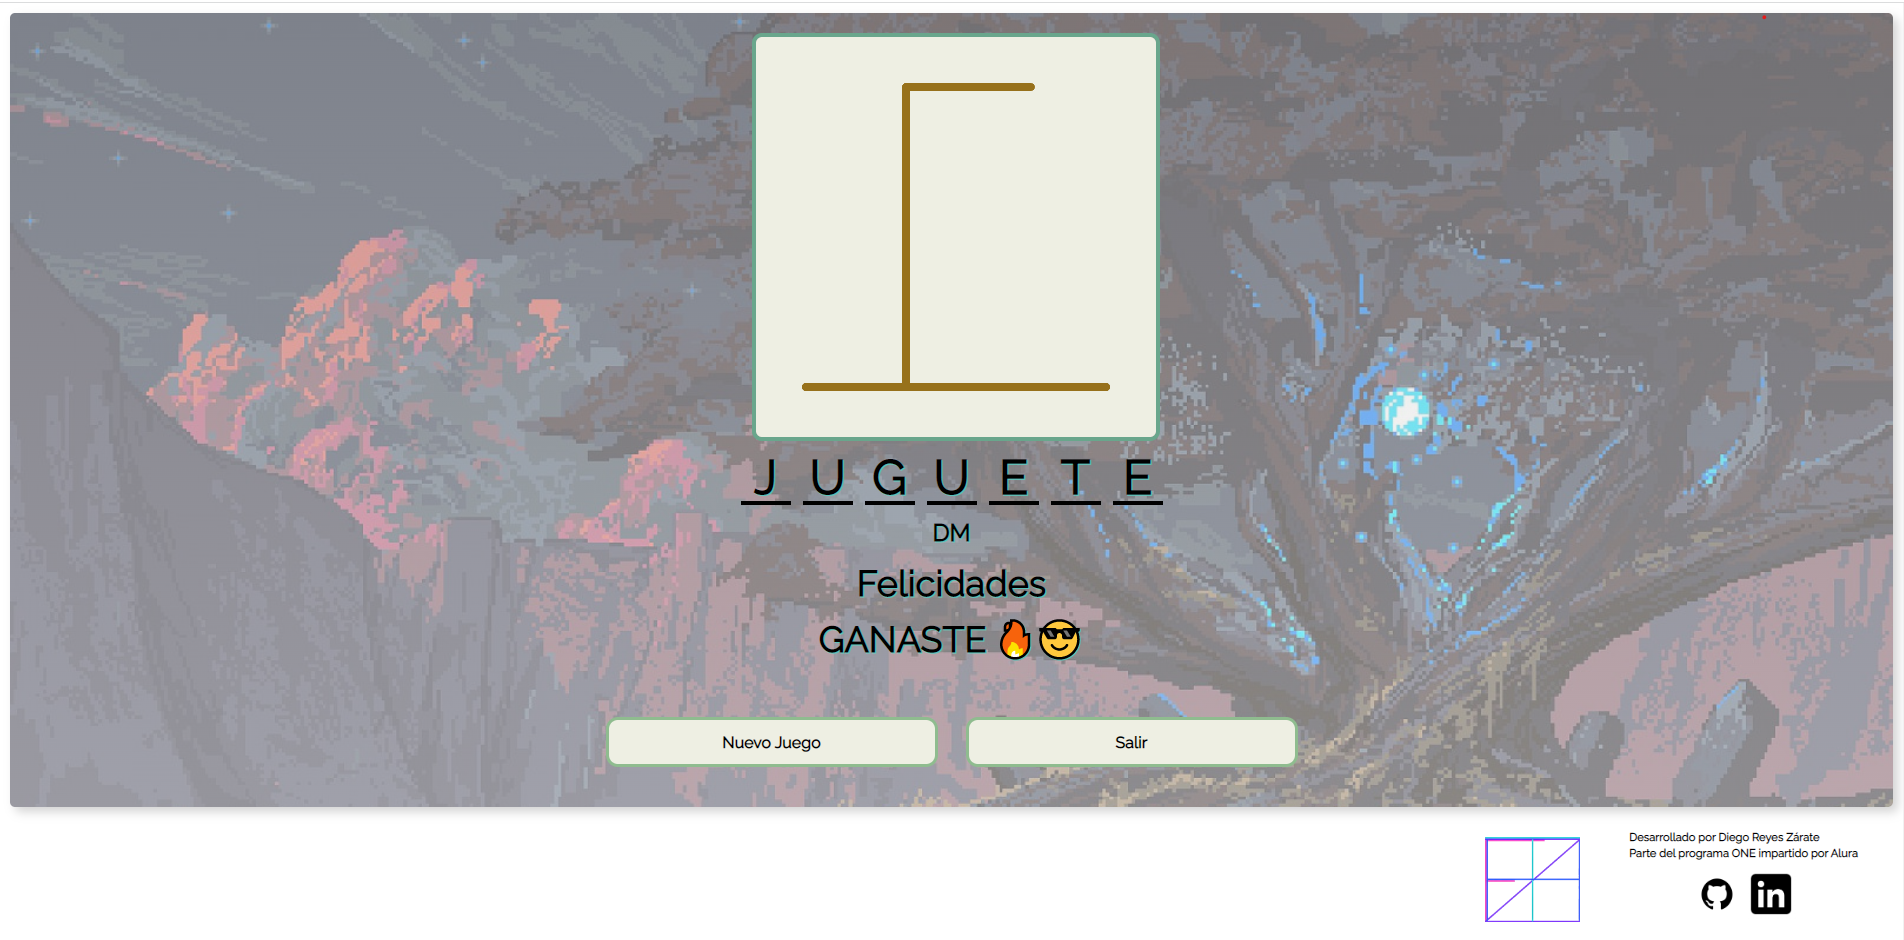 J U G U E T E
DM
Felicidades
GANASTE 🔥😎
Nuevo Juego
Salir
Desarrollado por Diego Reyes Zárate
Parte del programa ONE impartido por Alura
in